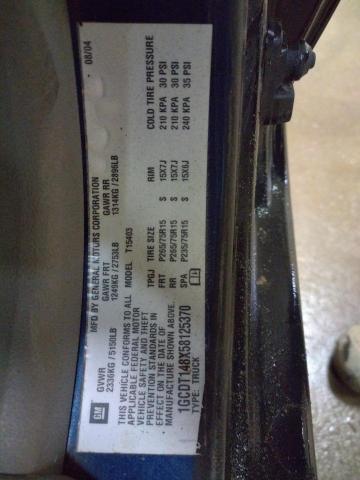 GM
MFD BY GENERAL MOTORS CORPORATION
08/04
GVWR GAWR FRT GAWR RR
2336KG / 5150LB 1249KG / 2753LB 1314KG / 2896LB
THIS VEHICLE CONFORMS TO ALL
APPLICABLE FEDERAL MOTOR
VEHICLE SAFETY AND THEFT
PREVENTION STANDARDS IN
EFFECT ON THE DATE OF
MANUFACTURE SHOWN ABOVE.
1GCDT148X58125370
TYPE: TRUCK
MODEL T15403
TPGJ TIRE SIZE RIM COLD TIRE PRESSURE
FRT P265/75R15 S 15X7J 210 KPA 30 PSI
RR P265/75R15 S 15X7J 210 KPA 30 PSI
SPA P235/75R15 S 15X6J 240 KPA 35 PSI